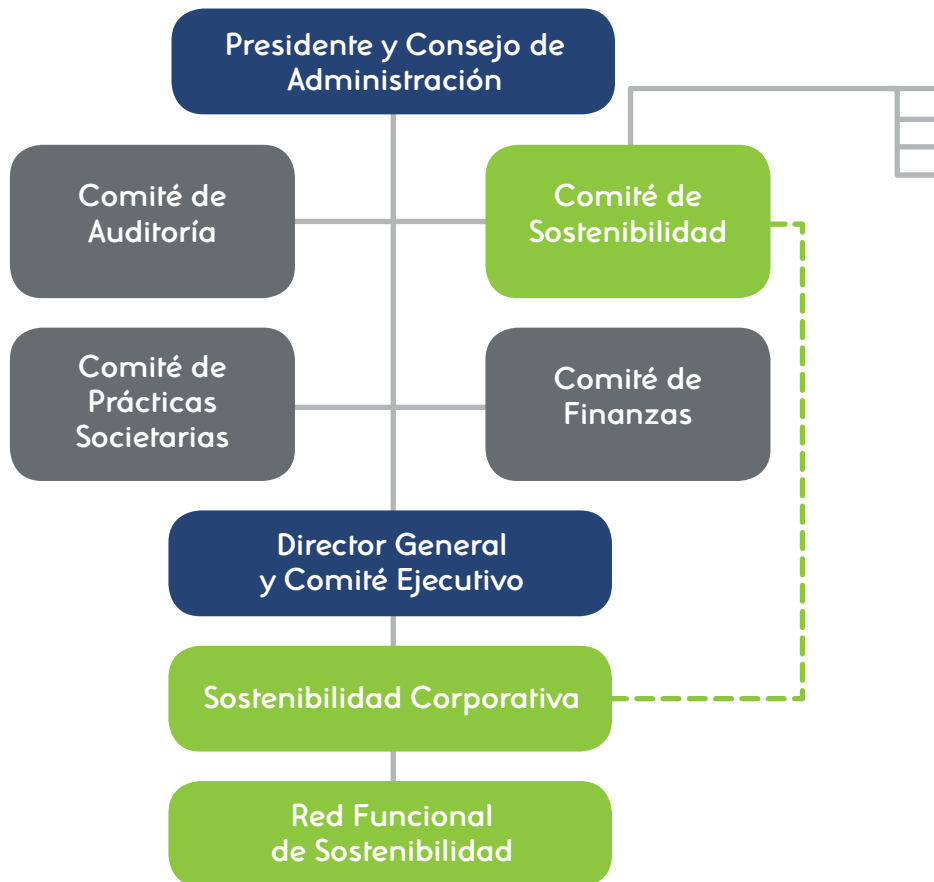 Presidente y Consejo de
Administración
Comité de
Auditoría
Comité de
Sostenibilidad
Comité de
Prácticas
Societarias
Comité de
Finanzas
Director General
y Comité Ejecutivo
Sostenibilidad Corporativa
Red Funcional
de Sostenibilidad